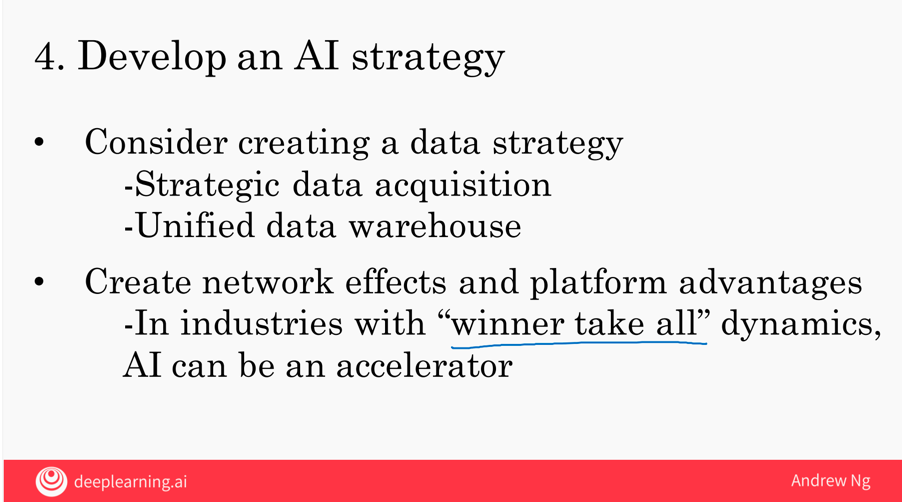 4. Develop an AI strategy
• Consider creating a data strategy
-Strategic data acquisition
-Unified data warehouse
• Create network effects and platform advantages
-In industries with “winner take all” dynamics,
AI can be an accelerator
deeplearning.ai
Andrew Ng